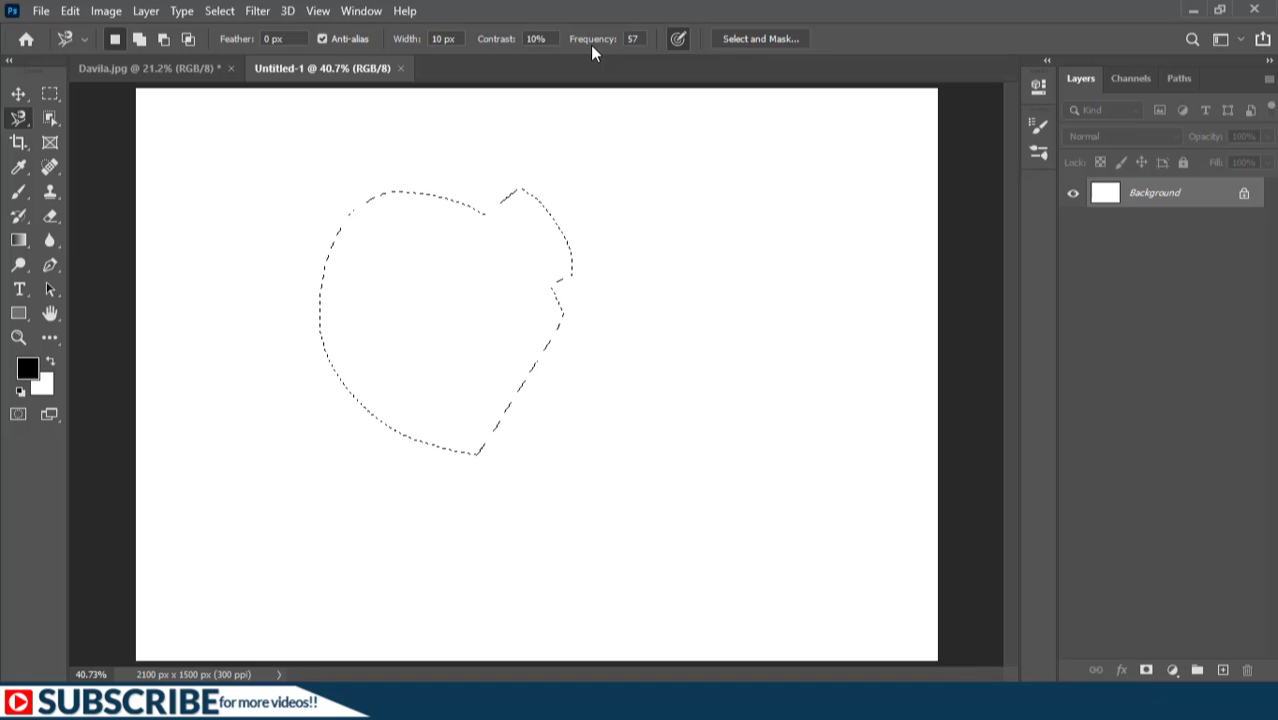 Ps File Edit Image Layer Type Select Filter 3D View Window Help
Feather: 0 px Anti-alias Width: 10 px Contrast: 10% Frequency: 57 Select and Mask...
Davila.jpg @ 21.2% (RGB/8) * × Untitled-1 @ 40.7% (RGB/8) ×
Layers Channels Paths
Kind
Normal Opacity: 100%
Lock: Fill: 100%
Background
40.73% 2100 px x 1500 px (300 ppi)
SUBSCRIBE for more videos!!